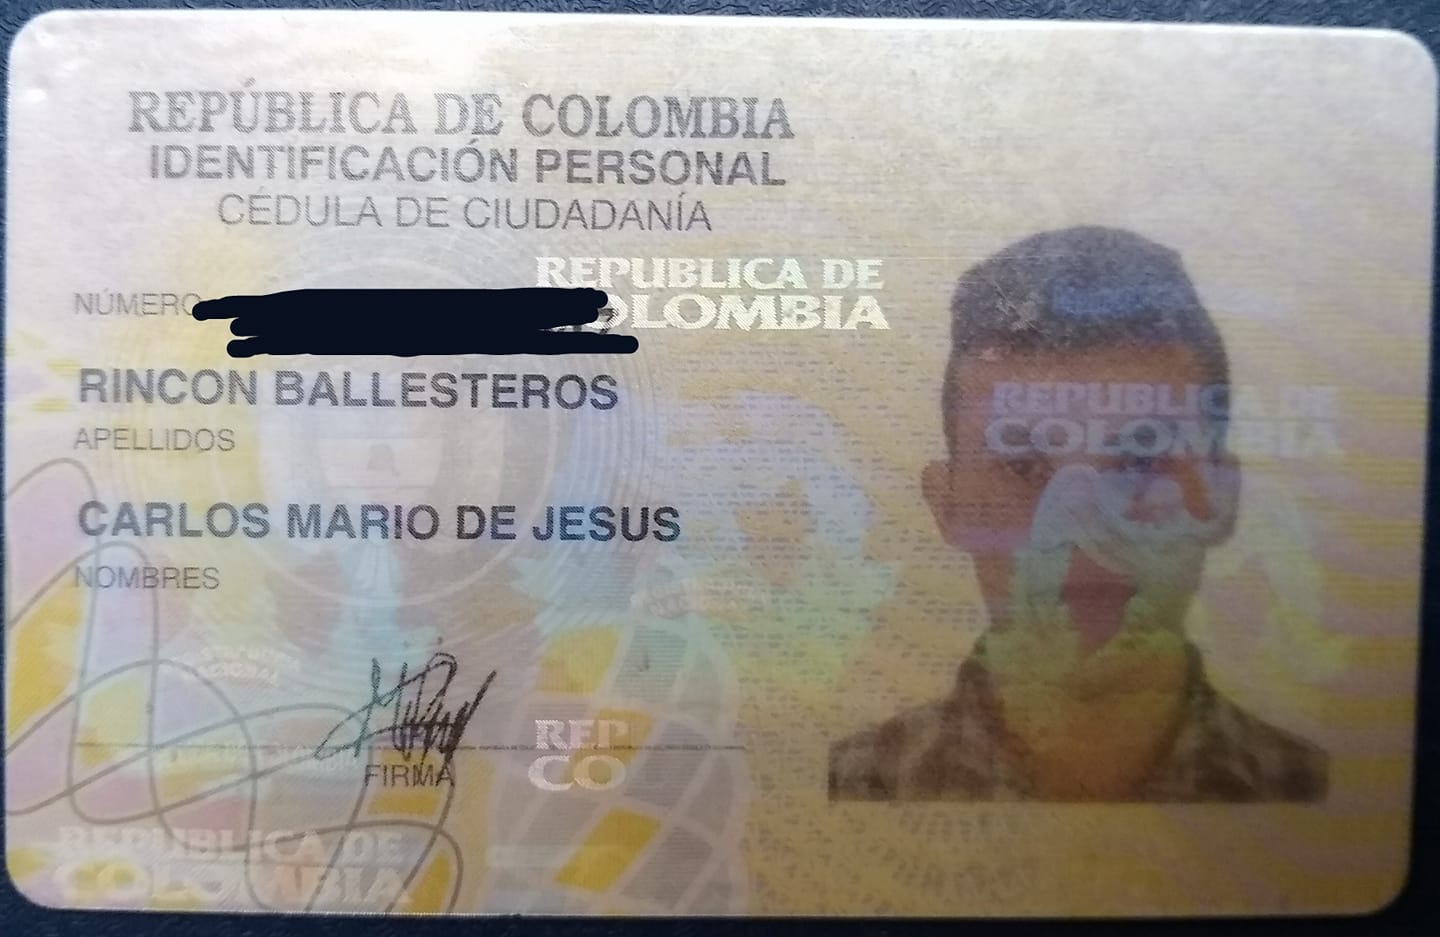 REPÚBLICA DE COLOMBIA
IDENTIFICACIÓN PERSONAL
CÉDULA DE CIUDADANÍA
REPUBLICA DE
COLOMBIA
NÚMERO
RINCON BALLESTEROS
APELLIDOS
REPUBLICA DE
COLOMBIA
CARLOS MARIO DE JESUS
NOMBRES
REP
CO
FIRMA
REPUBLICA DE
COLOMBIA